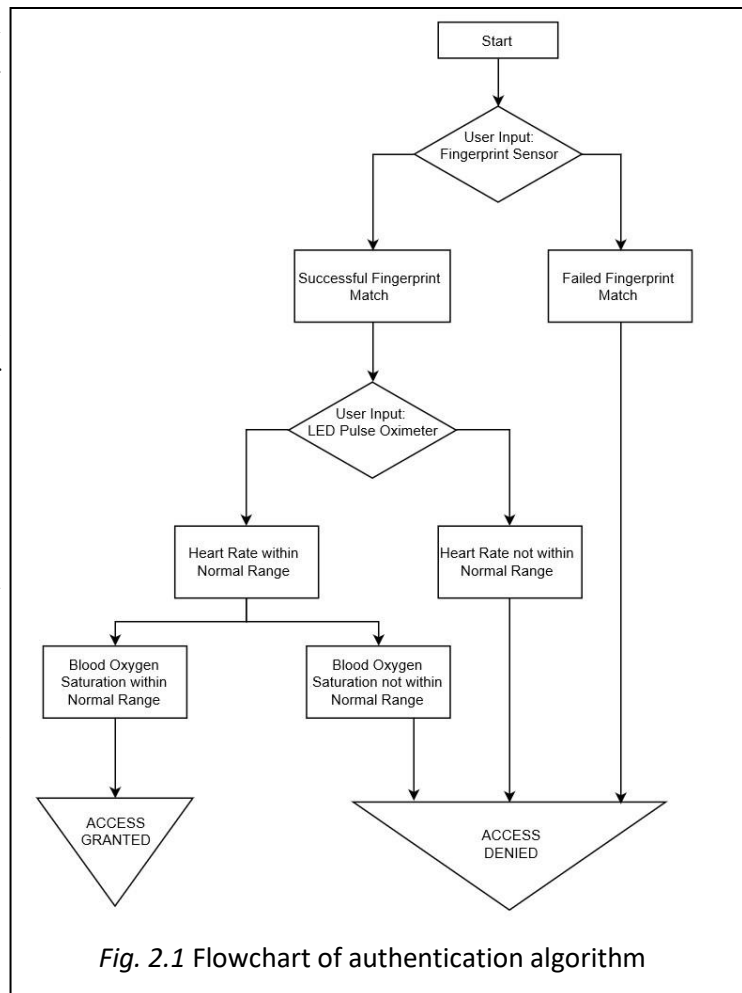 Start
User Input:
Fingerprint Sensor
Successful Fingerprint
Match
Failed Fingerprint
Match
User Input:
LED Pulse Oximeter
Heart Rate within
Normal Range
Heart Rate not within
Normal Range
Blood Oxygen
Saturation within
Normal Range
Blood Oxygen
Saturation not within
Normal Range
ACCESS
GRANTED
ACCESS
DENIED
Fig. 2.1 Flowchart of authentication algorithm